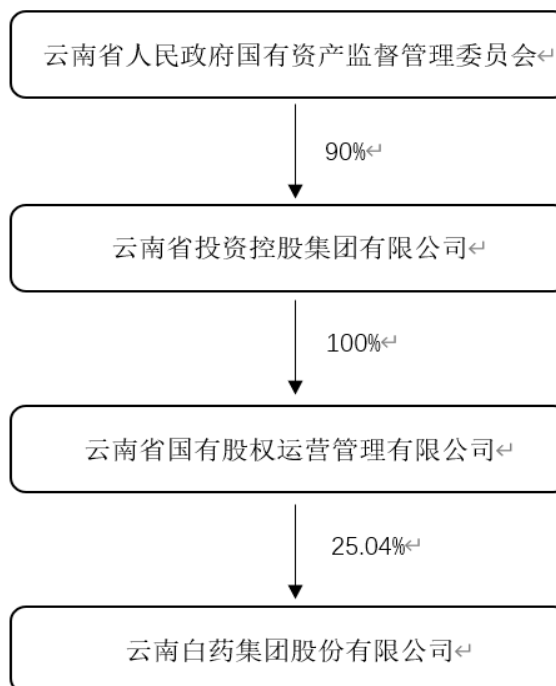 云南省人民政府国有资产监督管理委员会↵
90%↵
云南省投资控股集团有限公司↵
100%↵
云南省国有股权运营管理有限公司↵
25.04%↵
云南白药集团股份有限公司↵